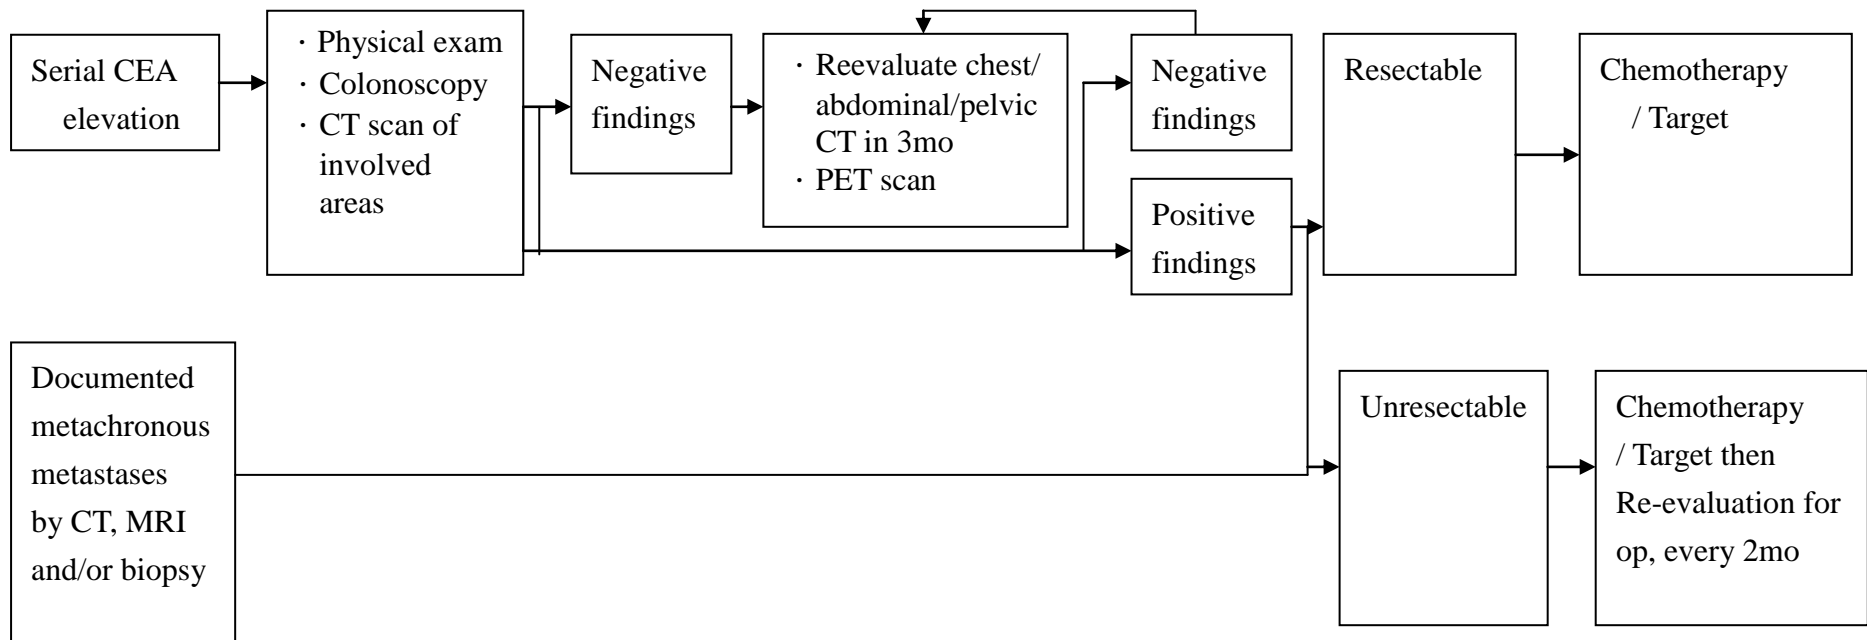 Serial CEA
elevation
· Physical exam
· Colonoscopy
· CT scan of
involved
areas
Negative
findings
· Reevaluate chest/
abdominal/pelvic
CT in 3mo
· PET scan
Negative
findings
Positive
findings
Resectable
Chemotherapy
/ Target
Documented
metachronous
metastases
by CT, MRI
and/or biopsy
Unresectable
Chemotherapy
/ Target then
Re-evaluation for
op, every 2mo